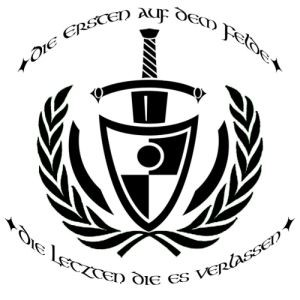 Die Ersten auf dem Felde
Die Letzten die es verlassen